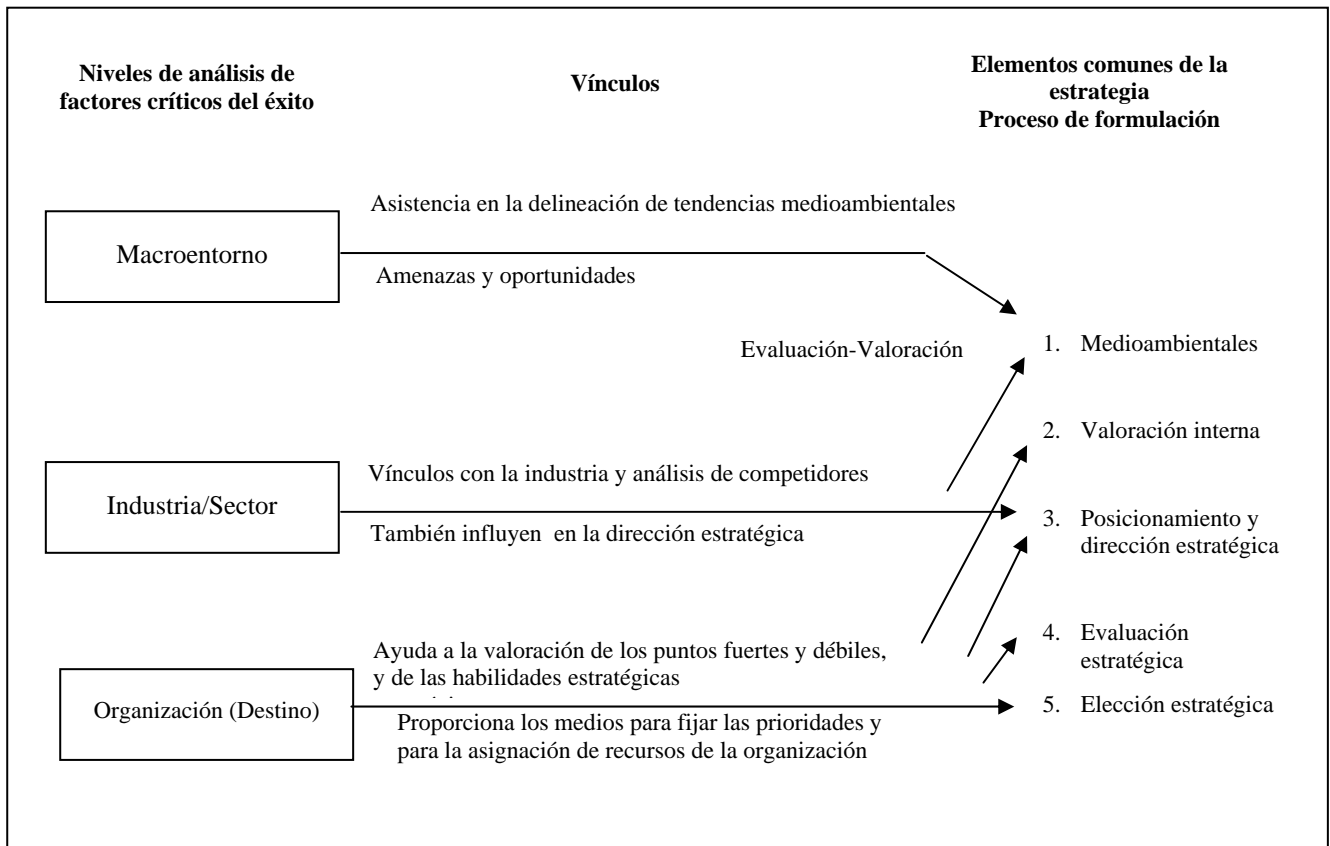 Niveles de análisis de
factores críticos del éxito
Vínculos
Elementos comunes de la
estrategia
Proceso de formulación
Asistencia en la delineación de tendencias medioambientales
Macroentorno
Amenazas y oportunidades
Evaluación-Valoración
1. Medioambientales
2. Valoración interna
Vínculos con la industria y análisis de competidores
Industria/Sector
También influyen en la dirección estratégica
3. Posicionamiento y
dirección estratégica
Ayuda a la valoración de los puntos fuertes y débiles,
y de las habilidades estratégicas
4. Evaluación
estratégica
Organización (Destino)
5. Elección estratégica
Proporciona los medios para fijar las prioridades y
para la asignación de recursos de la organización